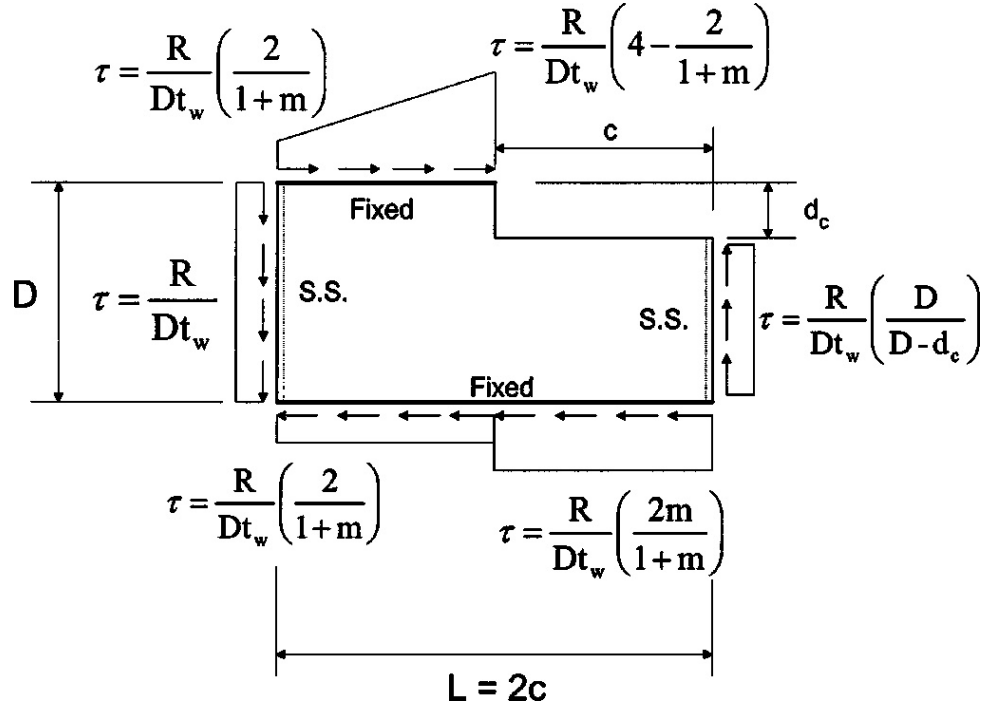 τ = R/(Dt_w) (2/(1+m))
τ = R/(Dt_w) (4 - 2/(1+m))
c
Fixed
d_c
D
τ = R/(Dt_w)
S.S.
S.S.
τ = R/(Dt_w) (D/(D-d_c))
Fixed
τ = R/(Dt_w) (2/(1+m))
τ = R/(Dt_w) (2m/(1+m))
L = 2c